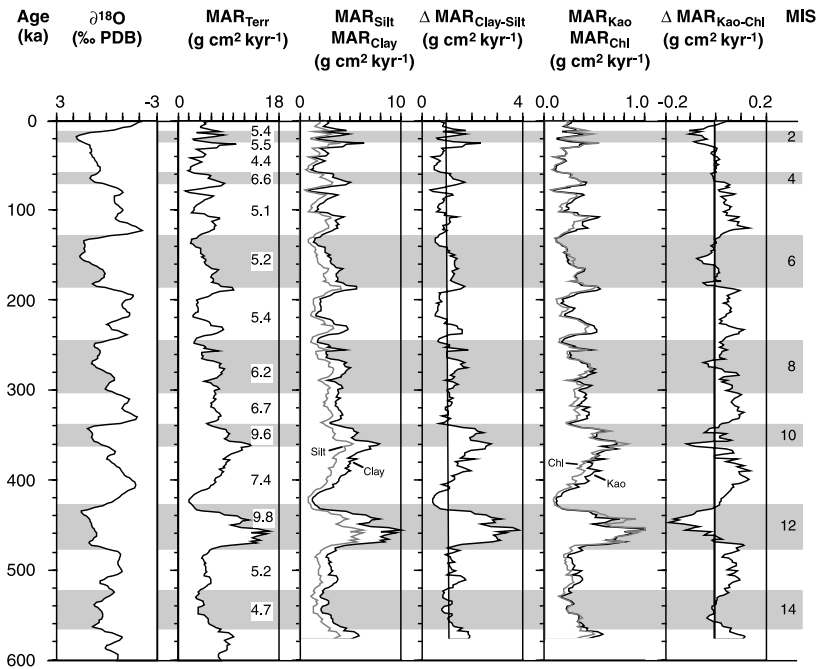 Age (ka)
∂18O (‰ PDB)
MARTerr (g cm2 kyr-1)
MARSilt MARClay (g cm2 kyr-1)
Δ MARClay-Silt (g cm2 kyr-1)
MARKao MARChl (g cm2 kyr-1)
Δ MARKao-Chl (g cm2 kyr-1)
MIS
3 -3 0 18 0 10 0 4 0.0 1.0 -0.2 0.2
0
5.4 2
5.5
4.4
6.6 4
100 5.1
5.2 6
200
5.4
6.2 8
300
6.7
9.6 10
Silt
Clay
Chl
Kao
7.4
400
9.8 12
500 5.2
4.7 14
600